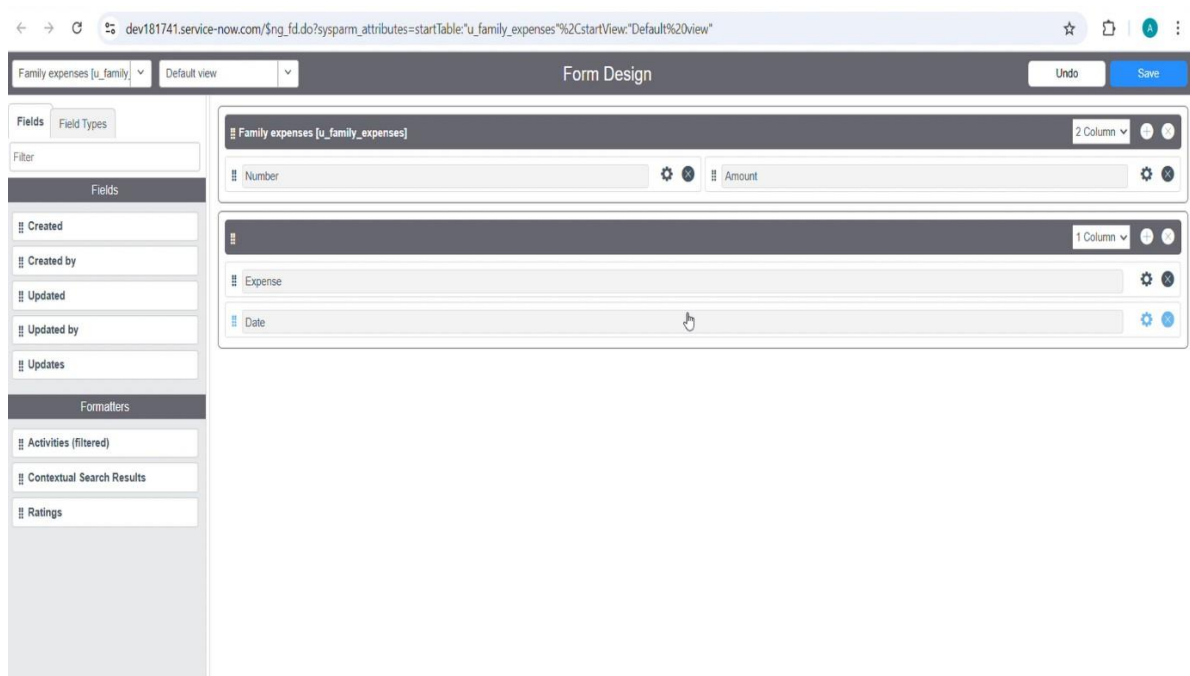 dev181741.service-now.com/$ng_fd.do?sysparm_attributes=startTable:"u_family_expenses"%2CstartView:"Default%20view"
A
Family expenses [u_family_
Default view
Form Design
Undo
Save
Fields
Field Types
Filter
Fields
Created
Created by
Updated
Updated by
Updates
Formatters
Activities (filtered)
Contextual Search Results
Ratings
Family expenses [u_family_expenses]
2 Column
Number
Amount
1 Column
Expense
Date